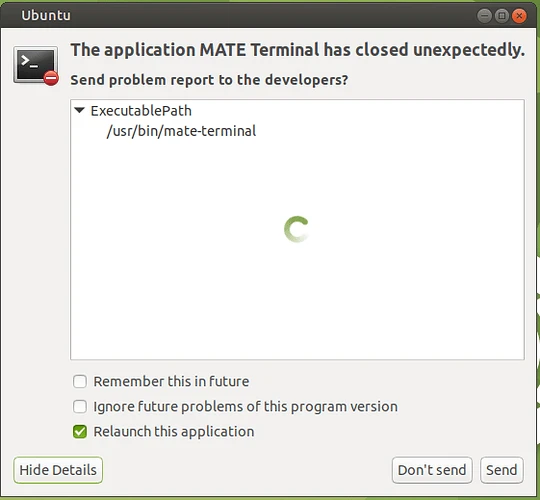 Ubuntu
The application MATE Terminal has closed unexpectedly.
Send problem report to the developers?
ExecutablePath
/usr/bin/mate-terminal
Remember this in future
Ignore future problems of this program version
Relaunch this application
Hide Details
Don't send
Send